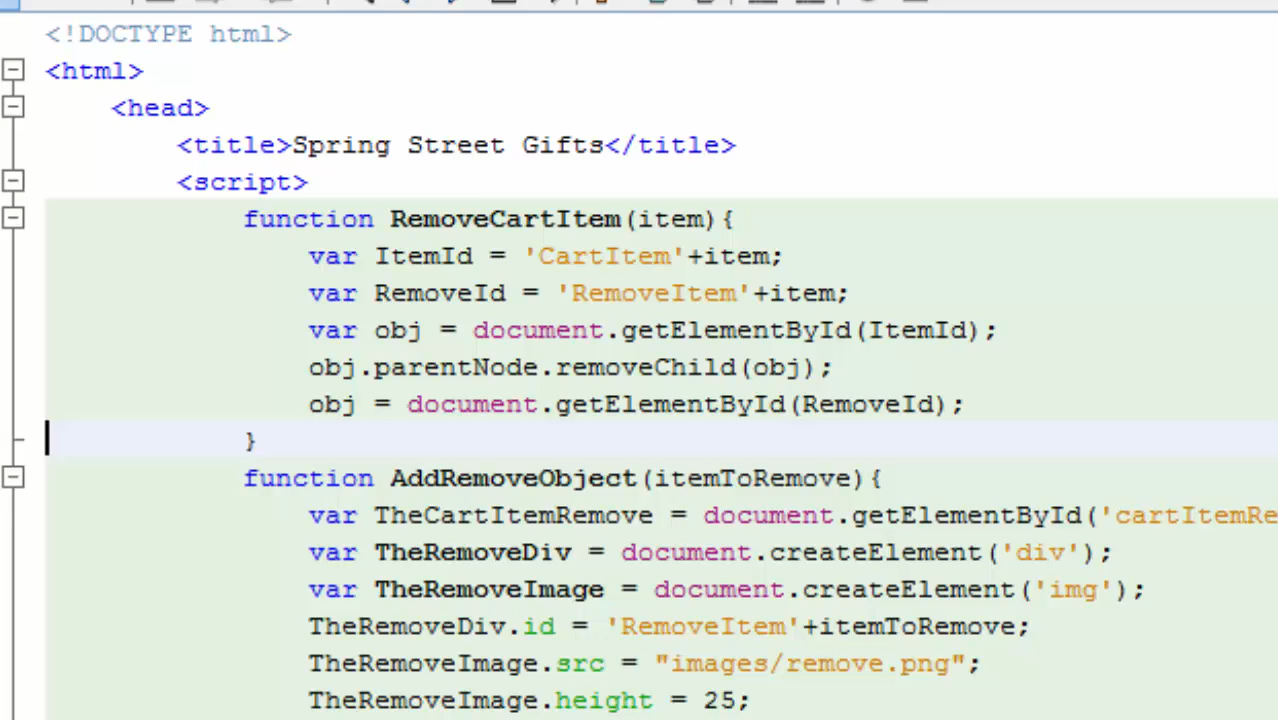 <!DOCTYPE html>
<html>
<head>
<title>Spring Street Gifts</title>
<script>
function RemoveCartItem(item){
var ItemId = 'CartItem'+item;
var RemoveId = 'RemoveItem'+item;
var obj = document.getElementById(ItemId);
obj.parentNode.removeChild(obj);
obj = document.getElementById(RemoveId);
}
function AddRemoveObject(itemToRemove){
var TheCartItemRemove = document.getElementById('cartItemRe
var TheRemoveDiv = document.createElement('div');
var TheRemoveImage = document.createElement('img');
TheRemoveDiv.id = 'RemoveItem'+itemToRemove;
TheRemoveImage.src = "images/remove.png";
TheRemoveImage.height = 25;